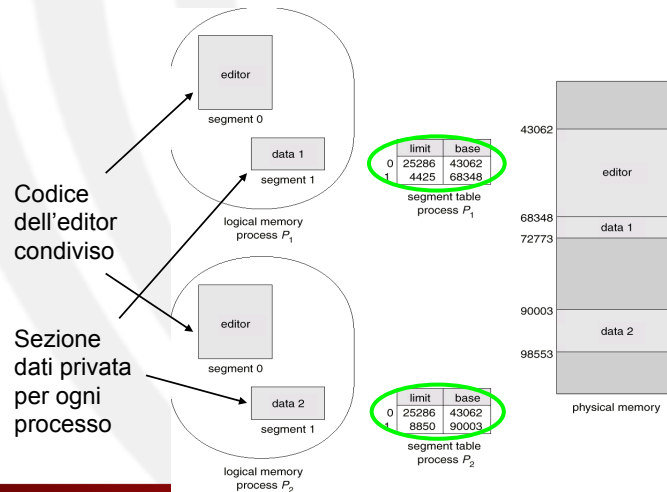 Codice
dell'editor
condiviso
Sezione
dati privata
per ogni
processo
editor
segment 0
data 1
segment 1
logical memory
process P1
limit base
0 25286 43062
1 4425 68348
segment table
process P1
editor
segment 0
data 2
segment 1
logical memory
process P2
limit base
0 25286 43062
1 8850 90003
segment table
process P2
43062
editor
68348
data 1
72773
90003
data 2
98553
physical memory